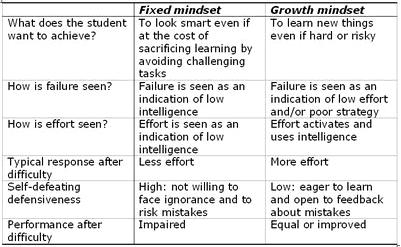 Fixed mindset Growth mindset
What does the student To look smart even if To learn new things
want to achieve? at the cost of even if hard or risky
sacrificing learning by
avoiding challenging
tasks
How is failure seen? Failure is seen as an Failure is seen as an
indication of low indication of low effort
intelligence and/or poor strategy
How is effort seen? Effort is seen as an Effort activates and
indication of low uses intelligence
intelligence
Typical response after Less effort More effort
difficulty
Self-defeating High: not willing to Low: eager to learn
defensiveness face ignorance and to and open to feedback
risk mistakes about mistakes
Performance after Impaired Equal or improved
difficulty